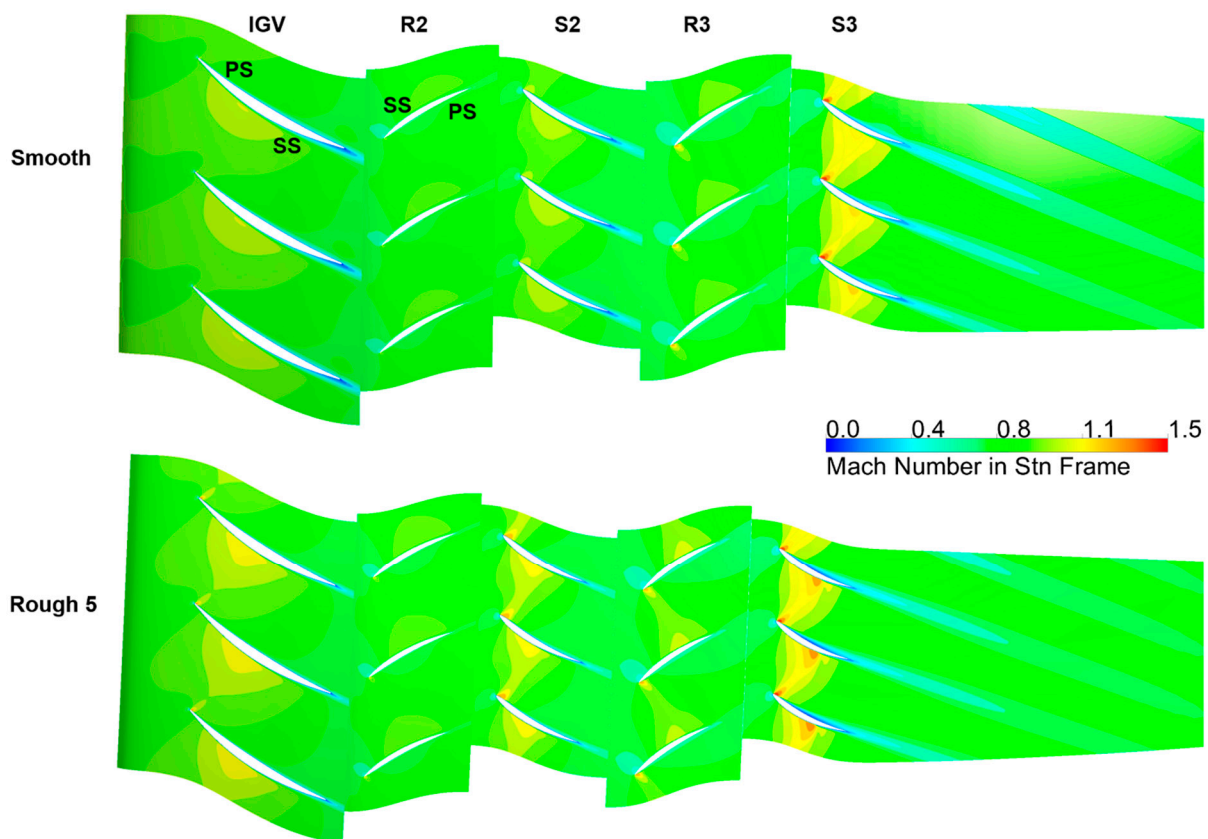 IGV R2 S2 R3 S3
PS
SS PS
SS
Smooth
0.0 0.4 0.8 1.1 1.5
Mach Number in Stn Frame
Rough 5